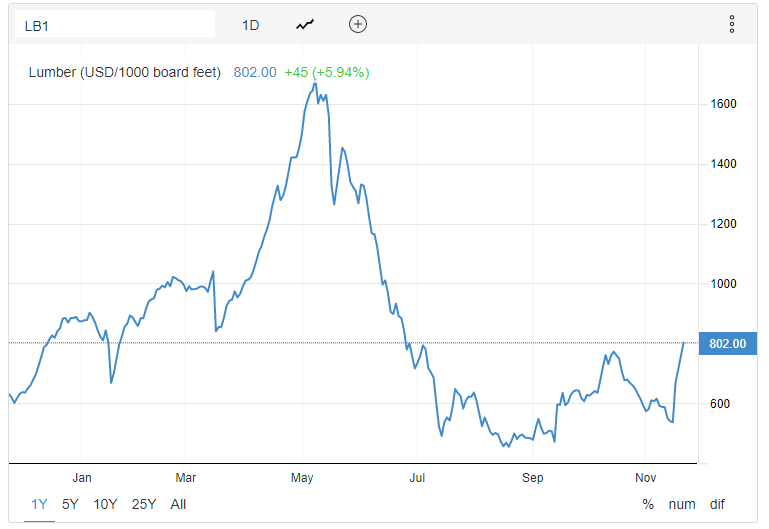 LB1 1D
Lumber (USD/1000 board feet) 802.00 +45 (+5.94%)
1600
1400
1200
1000
802.00
600
Jan Mar May Jul Sep Nov
1Y 5Y 10Y 25Y All % num dif